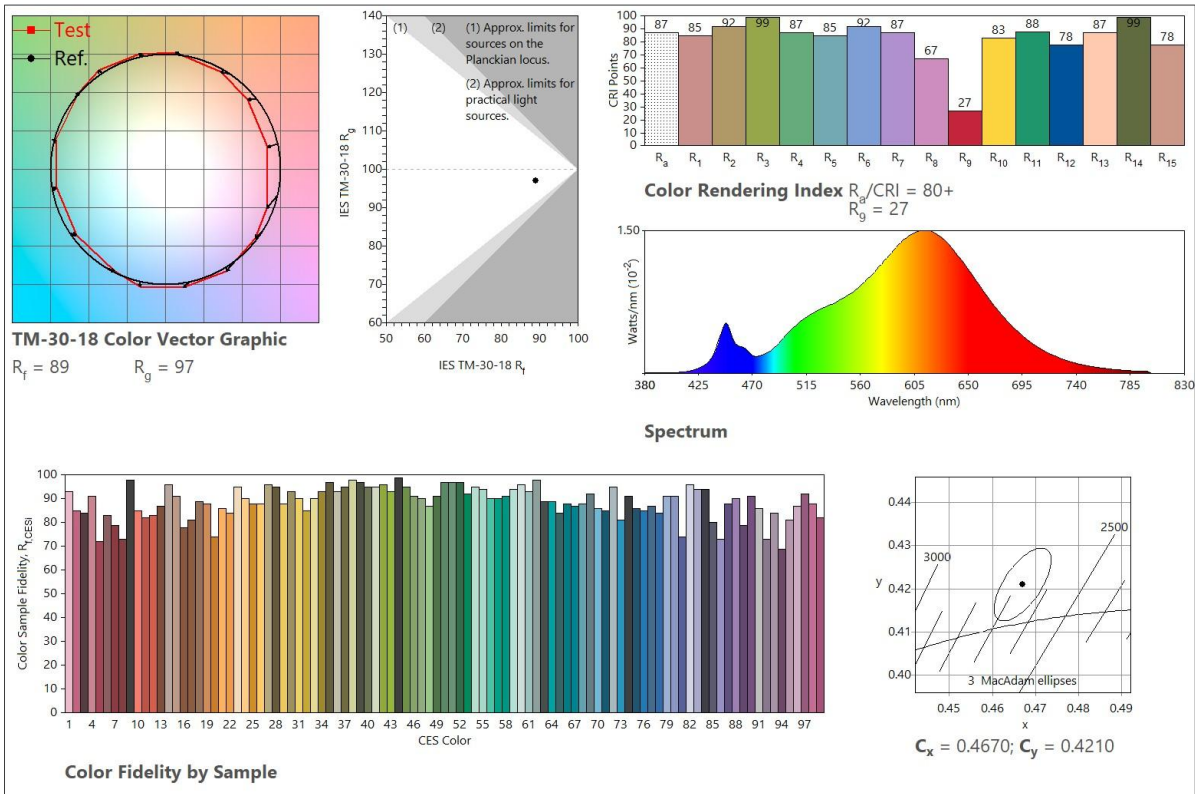 Test
Ref.
TM-30-18 Color Vector Graphic
R_f = 89 R_g = 97
140
130
120
110
100
90
80
70
60
IES TM-30-18 R_g
(1) (2) (1) Approx. limits for
sources on the
Planckian locus.
(2) Approx. limits for
practical light
sources.
50 60 70 80 90 100
IES TM-30-18 R_f
100
90
80
70
60
50
40
30
20
10
0
CRI Points
87 85 92 99 87 85 92 87 67 27 83 88 78 87 99 78
R_a R_1 R_2 R_3 R_4 R_5 R_6 R_7 R_8 R_9 R_10 R_11 R_12 R_13 R_14 R_15
Color Rendering Index R_a/CRI = 80+
R_9 = 27
1.50
Watts/nm (10^-2)
0
380 425 470 515 560 605 650 695 740 785 830
Wavelength (nm)
Spectrum
100
90
80
70
60
50
40
30
20
10
0
Color Sample Fidelity, R_f,CESi
1 4 7 10 13 16 19 22 25 28 31 34 37 40 43 46 49 52 55 58 61 64 67 70 73 76 79 82 85 88 91 94 97
CES Color
Color Fidelity by Sample
0.44
0.43
0.42
0.41
0.40
y
3000
2500
3 MacAdam ellipses
0.45 0.46 0.47 0.48 0.49
x
C_x = 0.4670; C_y = 0.4210